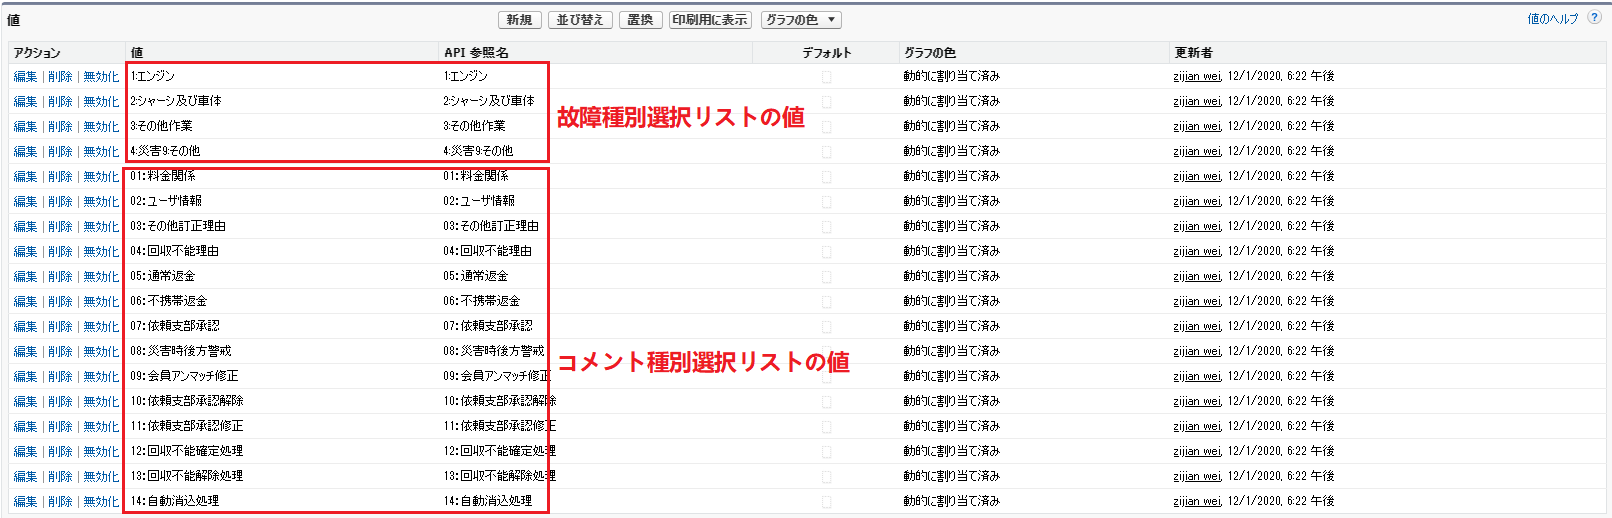 値 新規 並び替え 置換 印刷用に表示 グラフの色 ▼ 値のヘルプ ?
アクション 値 API 参照名 デフォルト グラフの色 更新者
編集 | 削除 | 無効化 1:エンジン 1:エンジン 動的に割り当て済み zijian wei, 12/1/2020, 6:22 午後
編集 | 削除 | 無効化 2:シャーシ及び車体 2:シャーシ及び車体 動的に割り当て済み zijian wei, 12/1/2020, 6:22 午後
故障種別選択リストの値
編集 | 削除 | 無効化 3:その他作業 3:その他作業 動的に割り当て済み zijian wei, 12/1/2020, 6:22 午後
編集 | 削除 | 無効化 4:災害9:その他 4:災害9:その他 動的に割り当て済み zijian wei, 12/1/2020, 6:22 午後
編集 | 削除 | 無効化 01:料金関係 01:料金関係 動的に割り当て済み zijian wei, 12/1/2020, 6:22 午後
編集 | 削除 | 無効化 02:ユーザ情報 02:ユーザ情報 動的に割り当て済み zijian wei, 12/1/2020, 6:22 午後
編集 | 削除 | 無効化 03:その他訂正理由 03:その他訂正理由 動的に割り当て済み zijian wei, 12/1/2020, 6:22 午後
編集 | 削除 | 無効化 04:回収不能理由 04:回収不能理由 動的に割り当て済み zijian wei, 12/1/2020, 6:22 午後
編集 | 削除 | 無効化 05:通常返金 05:通常返金 動的に割り当て済み zijian wei, 12/1/2020, 6:22 午後
編集 | 削除 | 無効化 06:不携帯返金 06:不携帯返金 動的に割り当て済み zijian wei, 12/1/2020, 6:22 午後
編集 | 削除 | 無効化 07:依頼支部承認 07:依頼支部承認 動的に割り当て済み zijian wei, 12/1/2020, 6:22 午後
編集 | 削除 | 無効化 08:災害時後方警戒 08:災害時後方警戒 動的に割り当て済み zijian wei, 12/1/2020, 6:22 午後
コメント種別選択リストの値
編集 | 削除 | 無効化 09:会員アンマッチ修正 09:会員アンマッチ修正 動的に割り当て済み zijian wei, 12/1/2020, 6:22 午後
編集 | 削除 | 無効化 10:依頼支部承認解除 10:依頼支部承認解除 動的に割り当て済み zijian wei, 12/1/2020, 6:22 午後
編集 | 削除 | 無効化 11:依頼支部承認修正 11:依頼支部承認修正 動的に割り当て済み zijian wei, 12/1/2020, 6:22 午後
編集 | 削除 | 無効化 12:回収不能確定処理 12:回収不能確定処理 動的に割り当て済み zijian wei, 12/1/2020, 6:22 午後
編集 | 削除 | 無効化 13:回収不能解除処理 13:回収不能解除処理 動的に割り当て済み zijian wei, 12/1/2020, 6:22 午後
編集 | 削除 | 無効化 14:自動消込処理 14:自動消込処理 動的に割り当て済み zijian wei, 12/1/2020, 6:22 午後